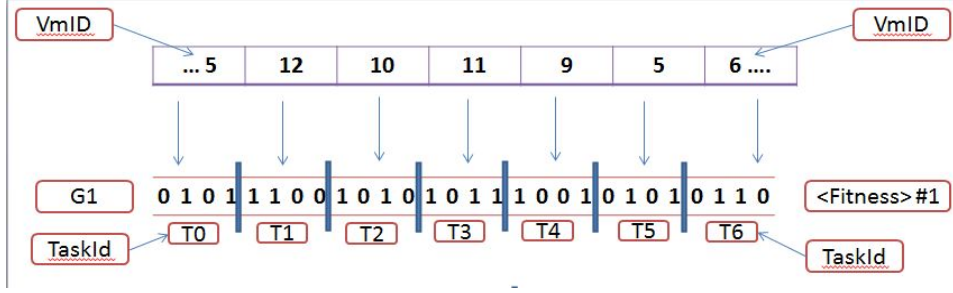 VmID VmID
... 5 12 10 11 9 5 6 ....
G1 0 1 0 1 1 1 0 0 1 0 1 0 1 0 1 1 1 0 0 1 0 1 0 1 0 1 1 0 <Fitness>#1
T0 T1 T2 T3 T4 T5 T6
TaskId TaskId